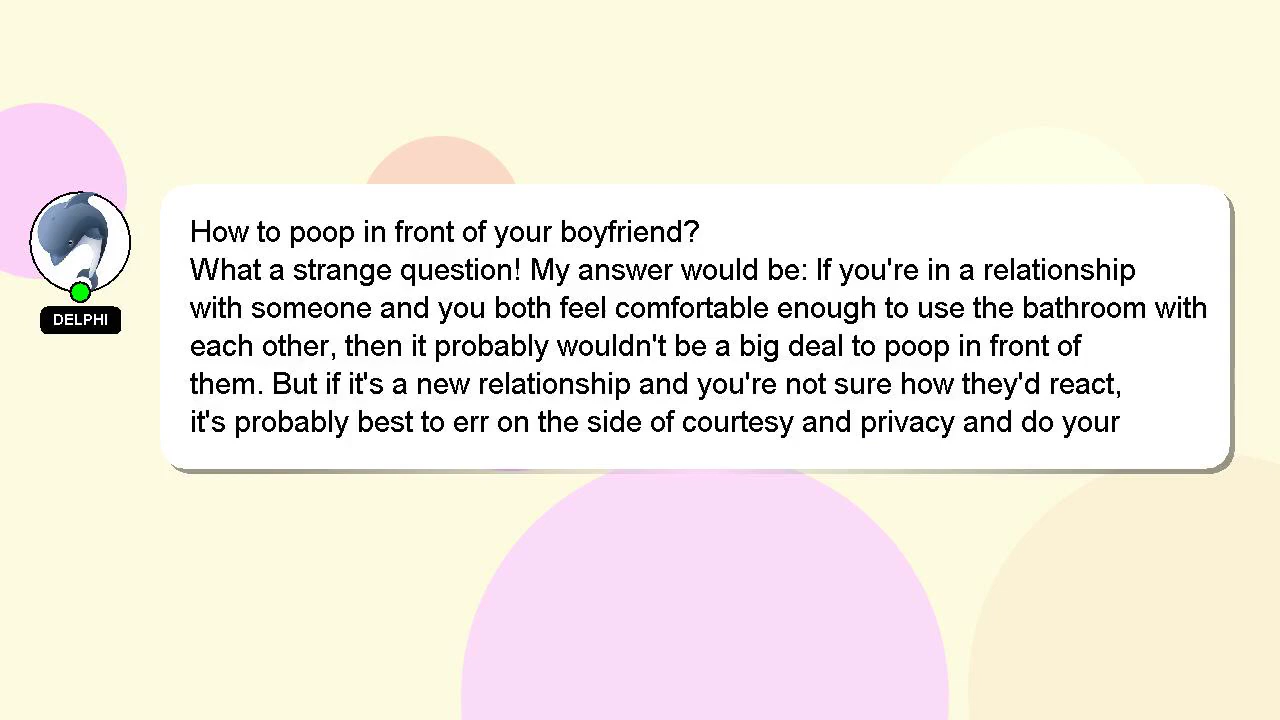 How to poop in front of your boyfriend?
What a strange question! My answer would be: If you're in a relationship
with someone and you both feel comfortable enough to use the bathroom with
each other, then it probably wouldn't be a big deal to poop in front of
them. But if it's a new relationship and you're not sure how they'd react,
it's probably best to err on the side of courtesy and privacy and do your
DELPHI